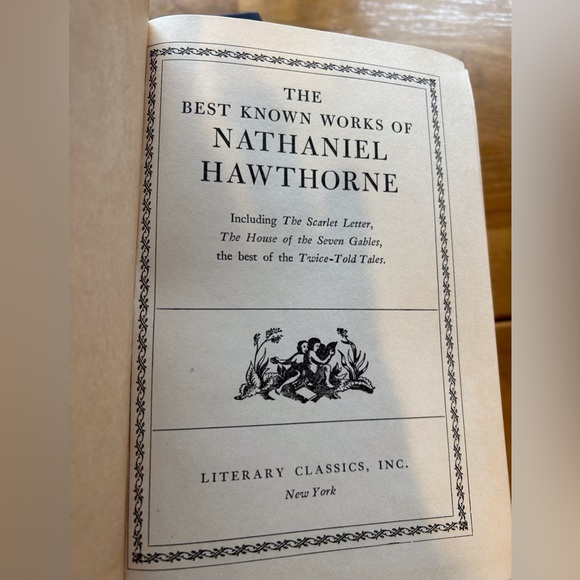 THE
BEST KNOWN WORKS OF
NATHANIEL
HAWTHORNE
Including The Scarlet Letter,
The House of the Seven Gables,
the best of the Twice-Told Tales.
LITERARY CLASSICS, INC.
New York